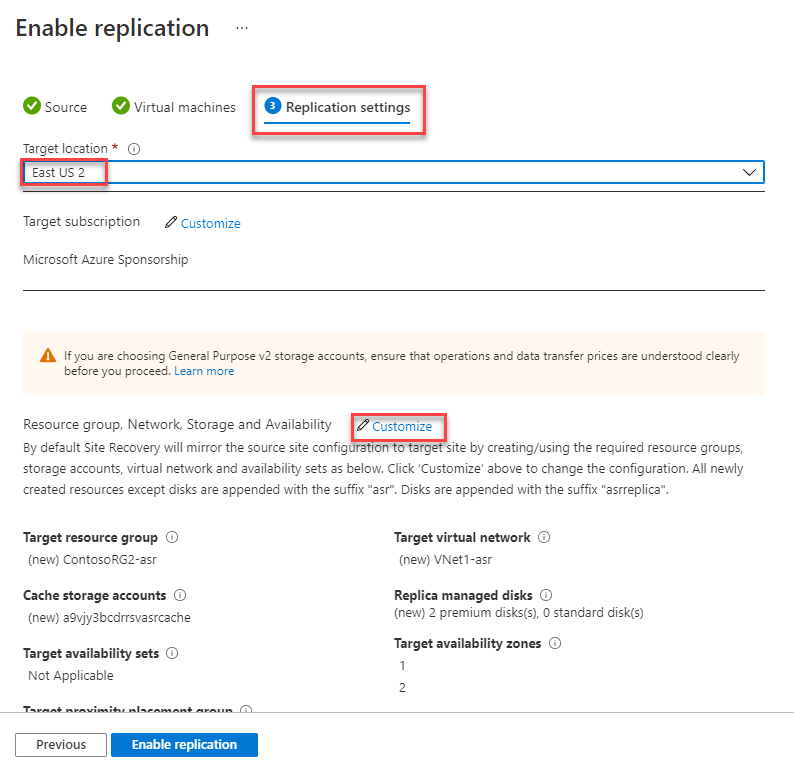 Enable replication ...
Source Virtual machines 3 Replication settings
Target location *
East US 2
Target subscription Customize
Microsoft Azure Sponsorship
If you are choosing General Purpose v2 storage accounts, ensure that operations and data transfer prices are understood clearly
before you proceed. Learn more
Resource group, Network, Storage and Availability Customize
By default Site Recovery will mirror the source site configuration to target site by creating/using the required resource groups,
storage accounts, virtual network and availability sets as below. Click ‘Customize’ above to change the configuration. All newly
created resources except disks are appended with the suffix "asr". Disks are appended with the suffix "asrreplica".
Target resource group
(new) ContosoRG2-asr
Target virtual network
(new) VNet1-asr
Cache storage accounts
(new) a9vjy3bcdrrsvasrcache
Replica managed disks
(new) 2 premium disks(s), 0 standard disk(s)
Target availability sets
Not Applicable
Target availability zones
1
2
Target proximity placement group
Previous Enable replication